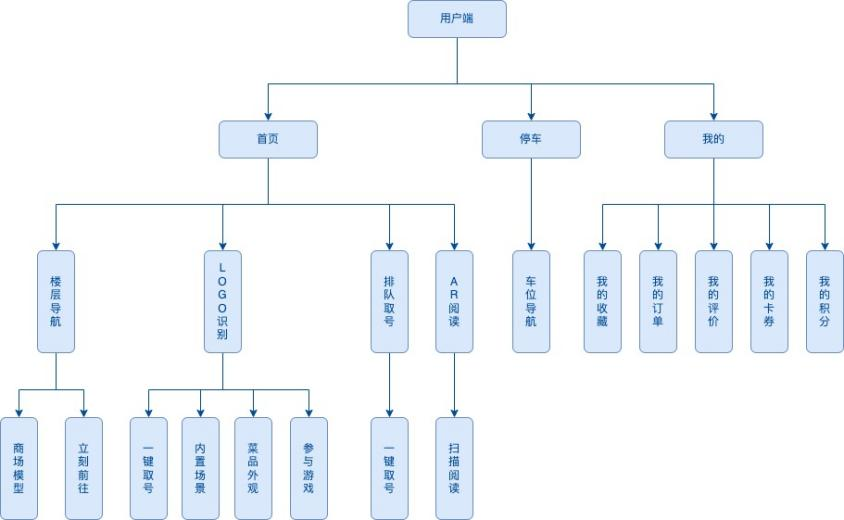 用户端
首页
停车
我的
楼层导航
LOGO识别
排队取号
AR阅读
车位导航
我的收藏
我的订单
我的评价
我的卡券
我的积分
商场模型
立刻前往
一键取号
内置场景
菜品外观
参与游戏
一键取号
扫描阅读